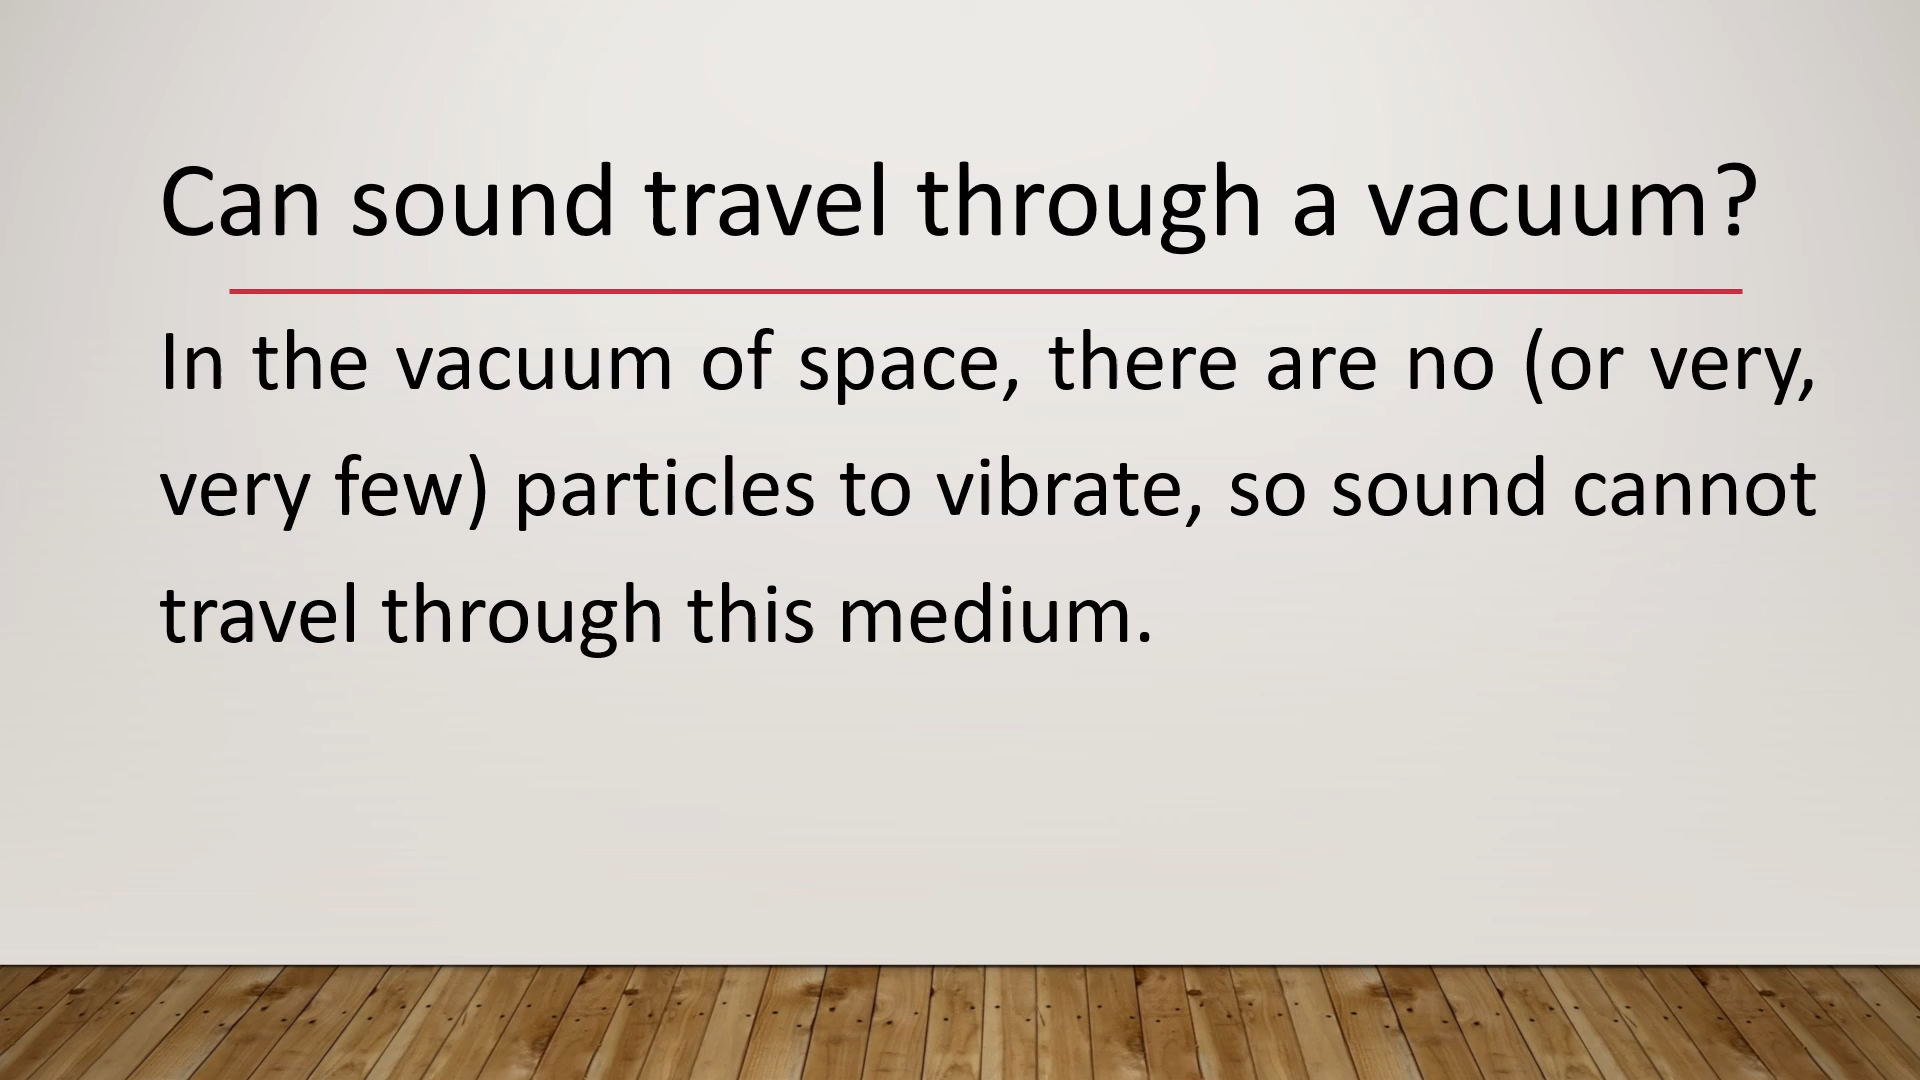 Can sound travel through a vacuum?
In the vacuum of space, there are no (or very,
very few) particles to vibrate, so sound cannot
travel through this medium.